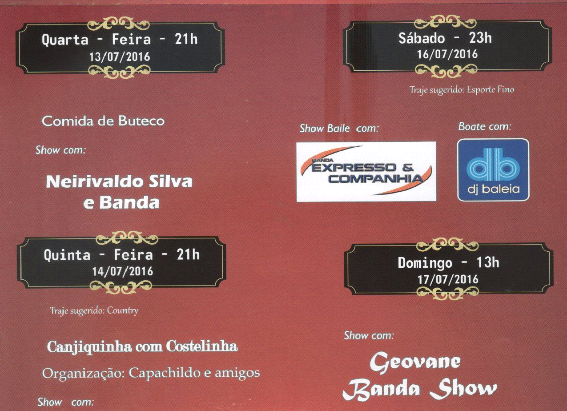 Quarta - Feira - 21h
13/07/2016
Comida de Buteco
Show com:
Neirivaldo Silva
e Banda
Quinta - Feira - 21h
14/07/2016
Traje sugerido: Country
Canjiquinha com Costelinha
Organização: Capachildo e amigos
Show com:
Sábado - 23h
16/07/2016
Traje sugerido: Esporte Fino
Show Baile com:
BANDA
EXPRESSO &
COMPANHIA
Boate com:
db
dj baleia
Domingo - 13h
17/07/2016
Show com:
Geovane
Banda Show